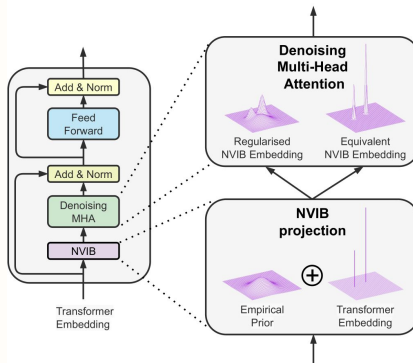 Add & Norm
Feed
Forward
Add & Norm
Denoising
MHA
NVIB
Transformer
Embedding
Denoising
Multi-Head
Attention
Regularised
NVIB Embedding
Equivalent
NVIB Embedding
NVIB
projection
+
Empirical
Prior
Transformer
Embedding